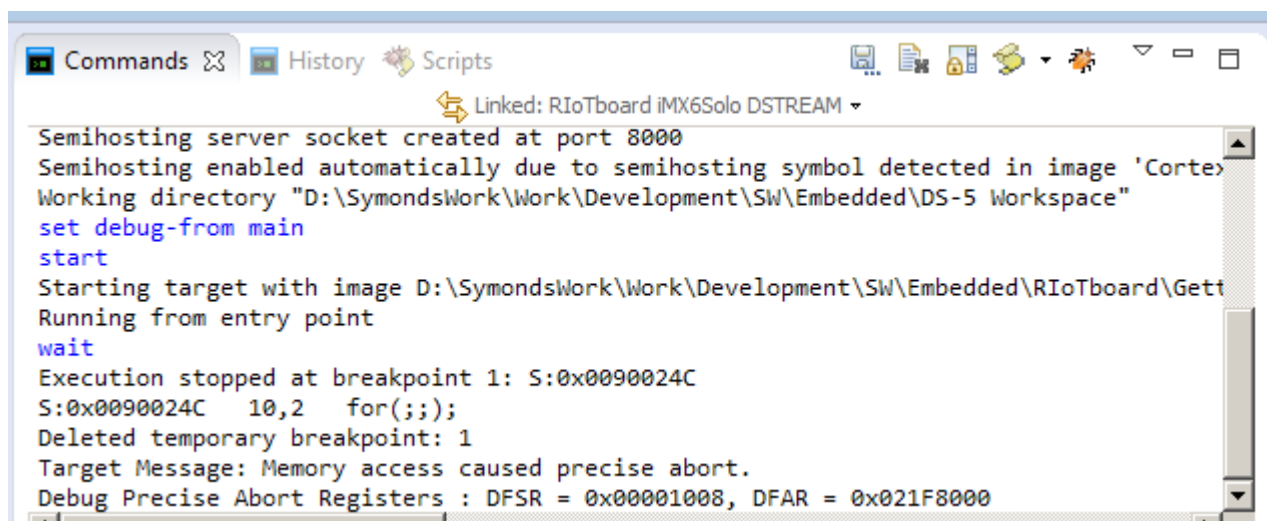 Commands History Scripts
Linked: RIoTboard iMX6Solo DSTREAM
Semihosting server socket created at port 8000
Semihosting enabled automatically due to semihosting symbol detected in image 'Cortex
Working directory "D:\SymondsWork\Work\Development\SW\Embedded\DS-5 Workspace"
set debug-from main
start
Starting target with image D:\SymondsWork\Work\Development\SW\Embedded\RIoTboard\Gett
Running from entry point
wait
Execution stopped at breakpoint 1: S:0x0090024C
S:0x0090024C   10,2   for(;;);
Deleted temporary breakpoint: 1
Target Message: Memory access caused precise abort.
Debug Precise Abort Registers : DFSR = 0x00001008, DFAR = 0x021F8000